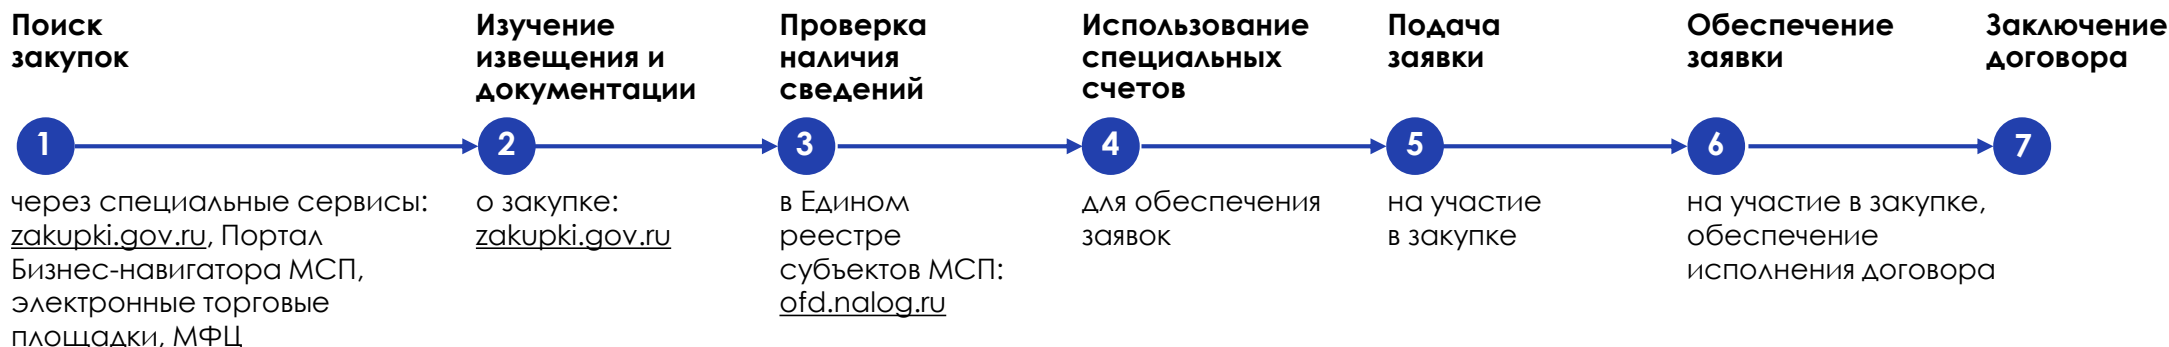 Поиск
закупок
Изучение
извещения и
документации
Проверка
наличия
сведений
Использование
специальных
счетов
Подача
заявки
Обеспечение
заявки
Заключение
договора
1
2
3
4
5
6
7
через специальные сервисы:
zakupki.gov.ru, Портал
Бизнес-навигатора МСП,
электронные торговые
площадки, МФЦ
о закупке:
zakupki.gov.ru
в Едином
реестре
субъектов МСП:
ofd.nalog.ru
для обеспечения
заявок
на участие
в закупке
на участие в закупке,
обеспечение
исполнения договора